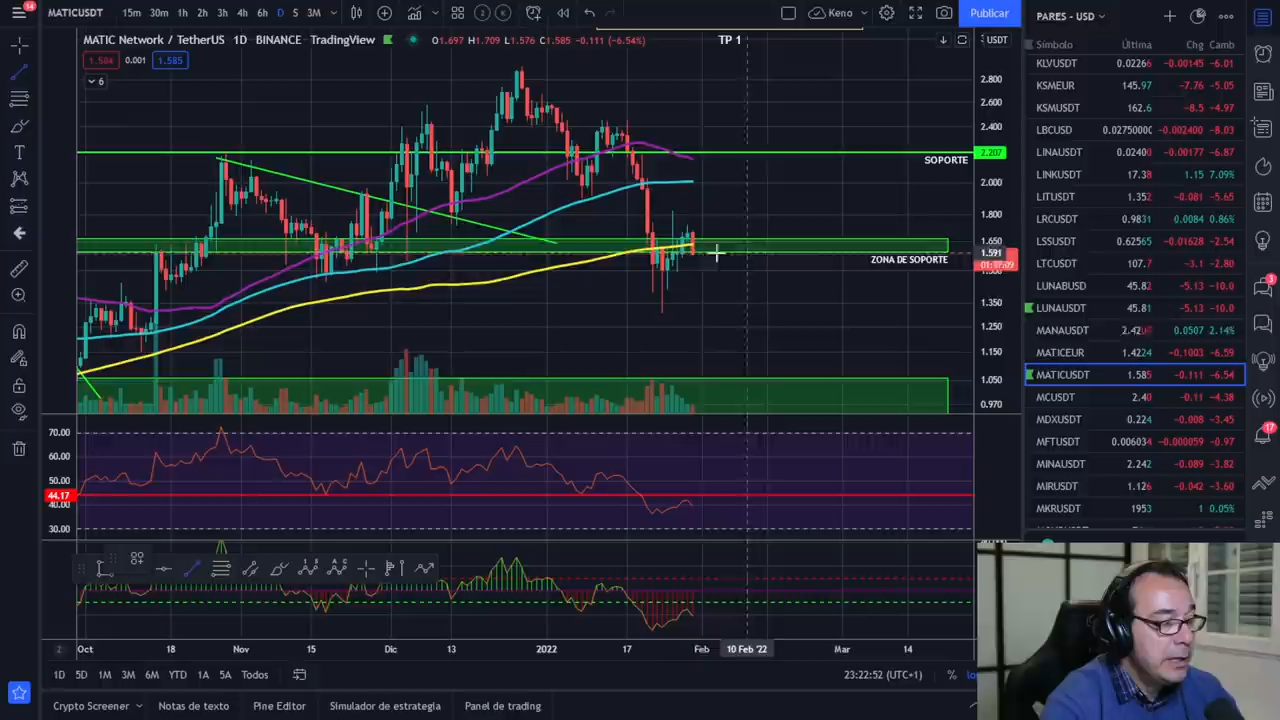 14
MATICUSDT 15m 30m 1h 2h 3h 4h 6h D S 3M 2 K Keno Publicar
MATIC Network / TetherUS 1D BINANCE TradingView O1.697 H1.709 L1.576 C1.585 -0.111 (-6.54%) TP 1 USDT
1.584 0.001 1.585
6
2.800
2.600
2.400
SOPORTE 2.207
2.000
1.800
1.650
ZONA DE SOPORTE 1.591
01:37:09
1.350
1.250
1.150
1.050
0.970
70.00
60.00
50.00
44.17
40.00
30.00
Oct 18 Nov 15 Dic 13 2022 17 Feb 10 Feb '22 Mar 14
1D 5D 1M 3M 6M YTD 1A 5A Todos 23:22:52 (UTC+1) %
Crypto Screener Notas de texto Pine Editor Simulador de estrategia Panel de trading
PARES - USD
Símbolo Última Chg Camb
KLVUSDT 0.02266 -0.00145 -6.01
KSMEUR 145.97 -7.76 -5.05
KSMUSDT 162.6 -8.5 -4.97
LBCUSD 0.02750000 -0.002400 -8.03
LINAUSDT 0.02400 -0.00177 -6.87
LINKUSDT 17.38 1.15 7.09%
LITUSDT 1.352 -0.081 -5.65
LRCUSDT 0.9831 0.0084 0.86%
LSSUSDT 0.62565 -0.01628 -2.54
LTCUSDT 107.7 -3.1 -2.80
LUNABUSD 45.82 -5.13 -10.0
LUNAUSDT 45.81 -5.13 -10.0
MANAUSDT 0.0507 2.14%
MATICEUR 1.4224 -0.1003 -6.59
MATICUSDT 1.585 -0.111 -6.54
MCUSDT 2.40 -0.11 -4.38
MDXUSDT 0.224 -0.008 -3.45
MFTUSDT 0.006034 -0.000059 -0.97
MINAUSDT 2.242 -0.089 -3.82
MIRUSDT 1.126 -0.042 -3.60
MKRUSDT 1953 1 0.05%
3
17